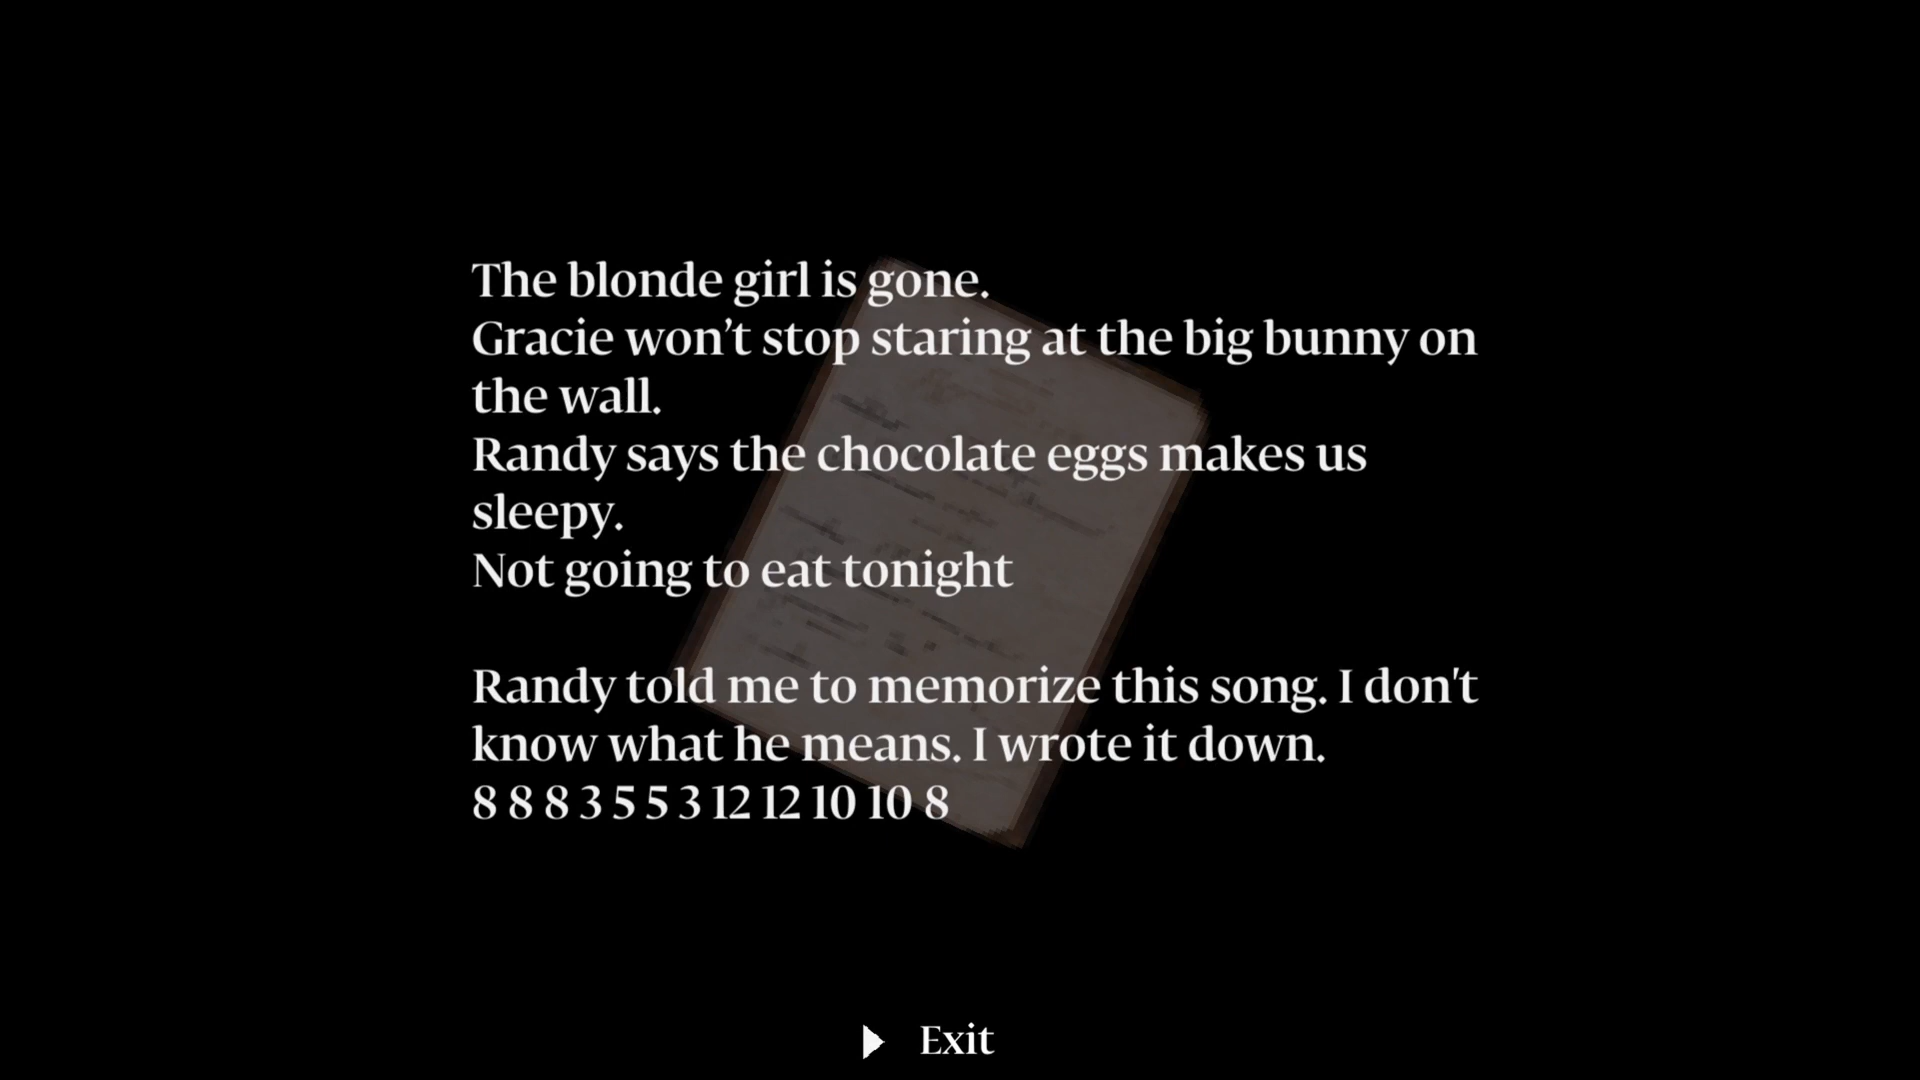 The blonde girl is gone.
Gracie won’t stop staring at the big bunny on
the wall.
Randy says the chocolate eggs makes us
sleepy.
Not going to eat tonight
Randy told me to memorize this song. I don't
know what he means. I wrote it down.
8 8 8 3 5 5 3 12 12 10 10 8
Exit